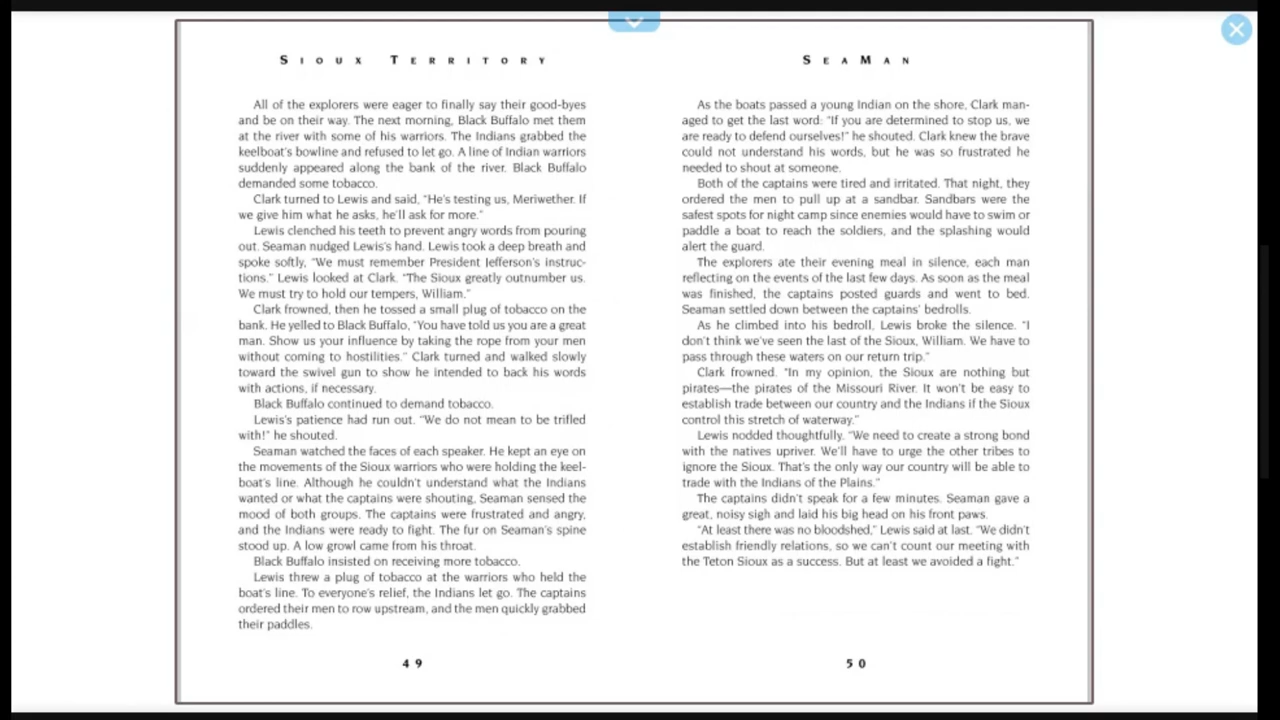 Sioux Territory
All of the explorers were eager to finally say their good-byes
and be on their way. The next morning, Black Buffalo met them
at the river with some of his warriors. The Indians grabbed the
keelboat's bowline and refused to let go. A line of Indian warriors
suddenly appeared along the bank of the river. Black Buffalo
demanded some tobacco.
Clark turned to Lewis and said, "He's testing us, Meriwether. If
we give him what he asks, he'll ask for more."
Lewis clenched his teeth to prevent angry words from pouring
out. Seaman nudged Lewis's hand. Lewis took a deep breath and
spoke softly, "We must remember President Jefferson's instruc-
tions." Lewis looked at Clark. "The Sioux greatly outnumber us.
We must try to hold our tempers, William."
Clark frowned, then he tossed a small plug of tobacco on the
bank. He yelled to Black Buffalo, "You have told us you are a great
man. Show us your influence by taking the rope from your men
without coming to hostilities." Clark turned and walked slowly
toward the swivel gun to show he intended to back his words
with actions, if necessary.
Black Buffalo continued to demand tobacco.
Lewis's patience had run out. "We do not mean to be trifled
with!" he shouted.
Seaman watched the faces of each speaker. He kept an eye on
the movements of the Sioux warriors who were holding the keel-
boat's line. Although he couldn't understand what the Indians
wanted or what the captains were shouting, Seaman sensed the
mood of both groups. The captains were frustrated and angry,
and the Indians were ready to fight. The fur on Seaman's spine
stood up. A low growl came from his throat.
Black Buffalo insisted on receiving more tobacco.
Lewis threw a plug of tobacco at the warriors who held the
boat's line. To everyone's relief, the Indians let go. The captains
ordered their men to row upstream, and the men quickly grabbed
their paddles.
49
SeaMan
As the boats passed a young Indian on the shore, Clark man-
aged to get the last word: "If you are determined to stop us, we
are ready to defend ourselves!" he shouted. Clark knew the brave
could not understand his words, but he was so frustrated he
needed to shout at someone.
Both of the captains were tired and irritated. That night, they
ordered the men to pull up at a sandbar. Sandbars were the
safest spots for night camp since enemies would have to swim or
paddle a boat to reach the soldiers, and the splashing would
alert the guard.
The explorers ate their evening meal in silence, each man
reflecting on the events of the last few days. As soon as the meal
was finished, the captains posted guards and went to bed.
Seaman settled down between the captains' bedrolls.
As he climbed into his bedroll, Lewis broke the silence. "I
don't think we've seen the last of the Sioux, William. We have to
pass through these waters on our return trip."
Clark frowned. "In my opinion, the Sioux are nothing but
pirates—the pirates of the Missouri River. It won't be easy to
establish trade between our country and the Indians if the Sioux
control this stretch of waterway."
Lewis nodded thoughtfully. "We need to create a strong bond
with the natives upriver. We'll have to urge the other tribes to
ignore the Sioux. That's the only way our country will be able to
trade with the Indians of the Plains."
The captains didn't speak for a few minutes. Seaman gave a
great, noisy sigh and laid his big head on his front paws.
"At least there was no bloodshed," Lewis said at last. "We didn't
establish friendly relations, so we can't count our meeting with
the Teton Sioux as a success. But at least we avoided a fight."
50